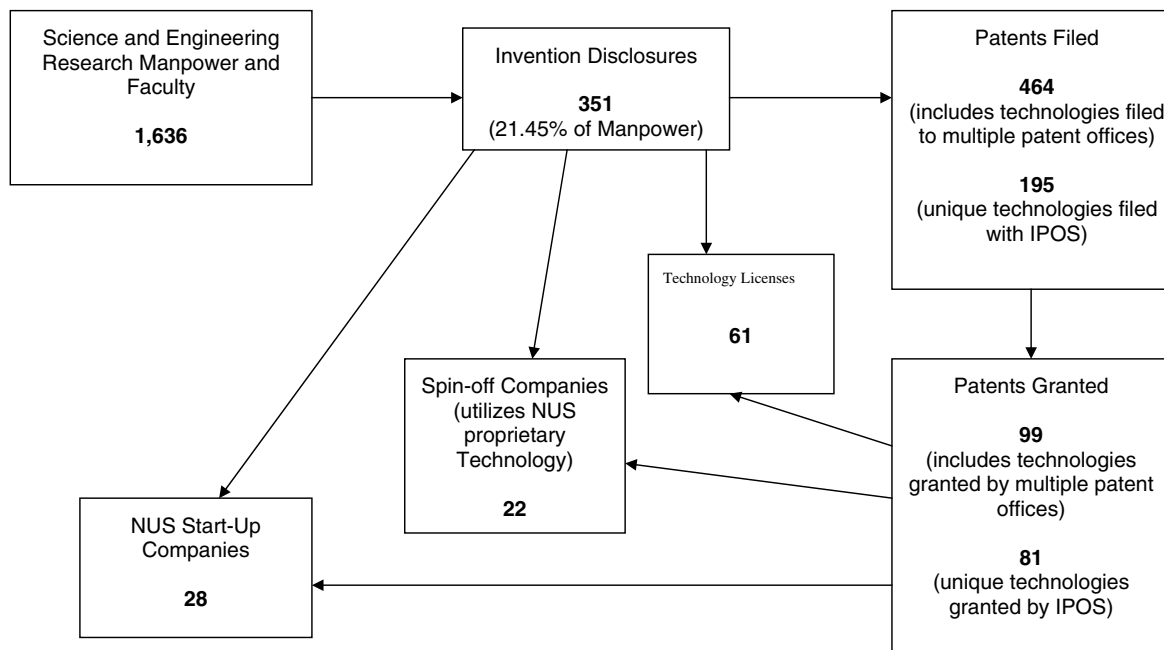 Science and Engineering
Research Manpower and
Faculty
1,636
Invention Disclosures
351
(21.45% of Manpower)
Patents Filed
464
(includes technologies filed
to multiple patent offices)
195
(unique technologies filed
with IPOS)
Technology Licenses
61
Spin-off Companies
(utilizes NUS
proprietary
Technology)
22
Patents Granted
99
(includes technologies
granted by multiple patent
offices)
81
(unique technologies
granted by IPOS)
NUS Start-Up
Companies
28